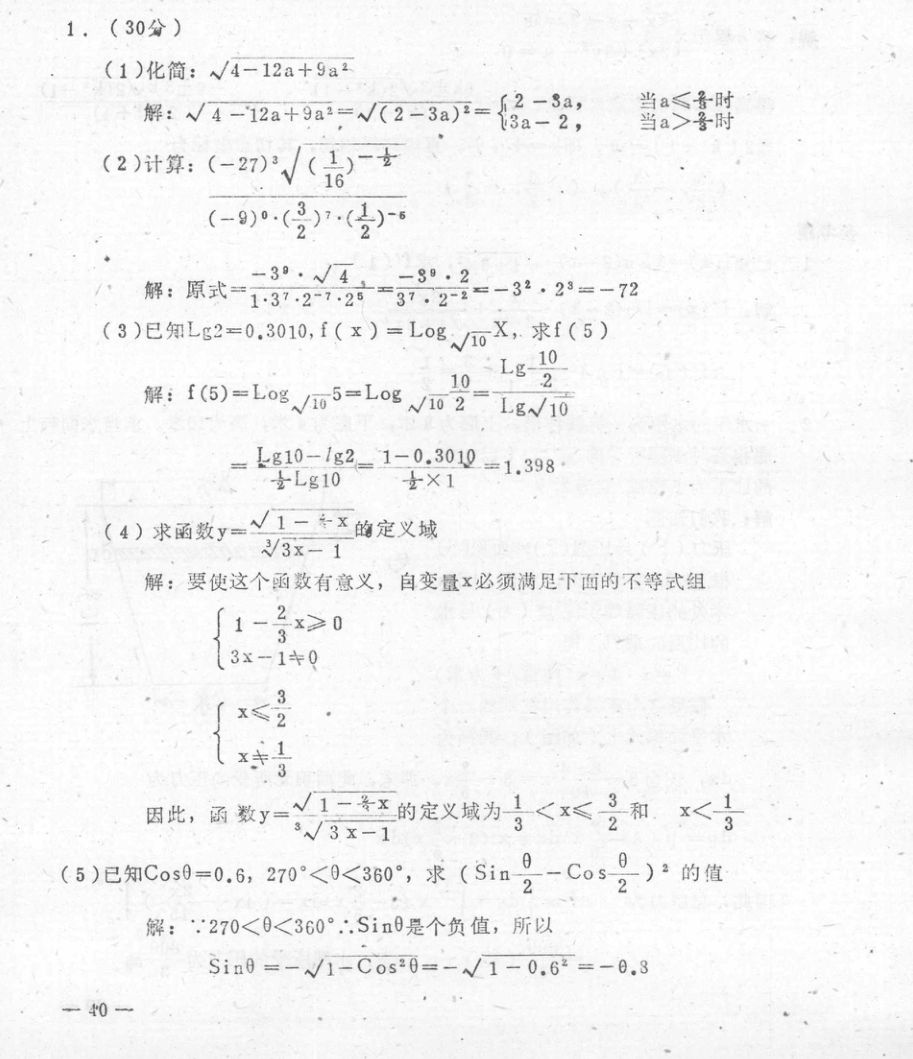 1.（30分）
(1)化简：√4-12a+9a²
解：√4-12a+9a²=√(2-3a)²={2-3a， 当a≤⅔时
3a-2， 当a>⅔时
(2)计算：(-27)³√(1/16)^-½
(-9)⁰·(3/2)⁷·(1/2)⁻⁶
解：原式=-3⁹·√4/1·3⁷·2⁻⁷·2⁵=-3⁹·2/3⁷·2⁻²=-3²·2³=-72
(3)已知Lg2=0.3010，f(x)=Log√10X，求f(5)
解：f(5)=Log√10 5=Log√10 10/2=Lg10/2/Lg√10
=Lg10-lg2/½Lg10=1-0.3010/½×1=1.398
(4)求函数y=√1-⅔x/³√3x-1的定义域
解：要使这个函数有意义，自变量x必须满足下面的不等式组
{1-2/3x≥0
3x-1≠0
{x≤3/2
x≠1/3
因此，函数y=√1-⅔x/³√3x-1的定义域为1/3<x≤3/2和 x<1/3
(5)已知Cosθ=0.6，270°<θ<360°，求(Sinθ/2-Cosθ/2)²的值
解：∵270<θ<360°∴Sinθ是个负值，所以
Sinθ=-√1-Cos²θ=-√1-0.6²=-0.8
—40—